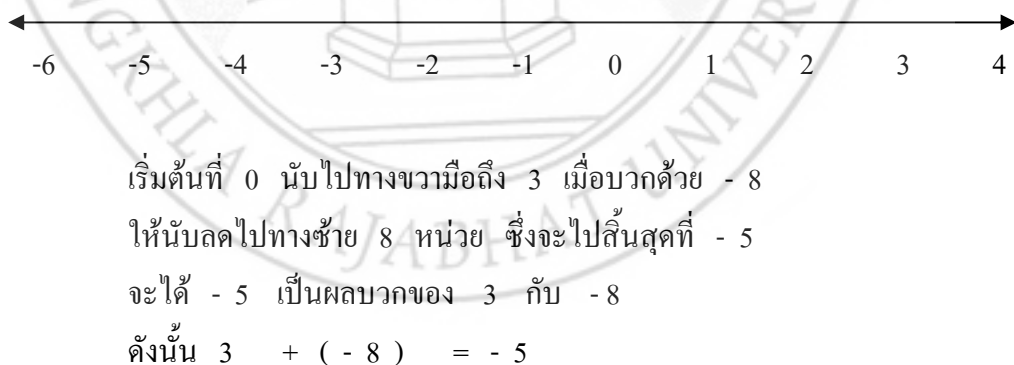 -6 -5 -4 -3 -2 -1 0 1 2 3 4
เริ่มต้นที่ 0 นับไปทางขวามือถึง 3 เมื่อบวกด้วย - 8
ให้นับลดไปทางซ้าย 8 หน่วย ซึ่งจะไปสิ้นสุดที่ - 5
จะได้ - 5 เป็นผลบวกของ 3 กับ - 8
ดังนั้น 3 + ( - 8 ) = - 5
RAJABHAT